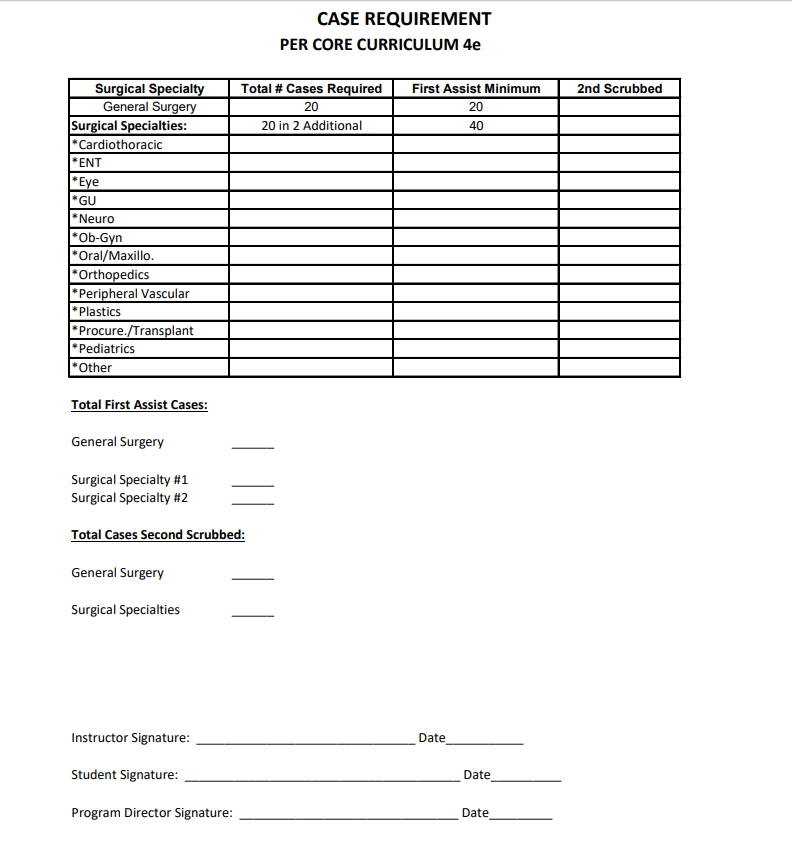 CASE REQUIREMENT
PER CORE CURRICULUM 4e
Surgical Specialty Total # Cases Required First Assist Minimum 2nd Scrubbed
General Surgery 20 20
Surgical Specialties: 20 in 2 Additional 40
*Cardiothoracic
*ENT
*Eye
*GU
*Neuro
*Ob-Gyn
*Oral/Maxillo.
*Orthopedics
*Peripheral Vascular
*Plastics
*Procure./Transplant
*Pediatrics
*Other
Total First Assist Cases:
General Surgery ______
Surgical Specialty #1 ______
Surgical Specialty #2 ______
Total Cases Second Scrubbed:
General Surgery ______
Surgical Specialties ______
Instructor Signature: _______________________________ Date___________
Student Signature: _______________________________________ Date__________
Program Director Signature: _______________________________ Date_________